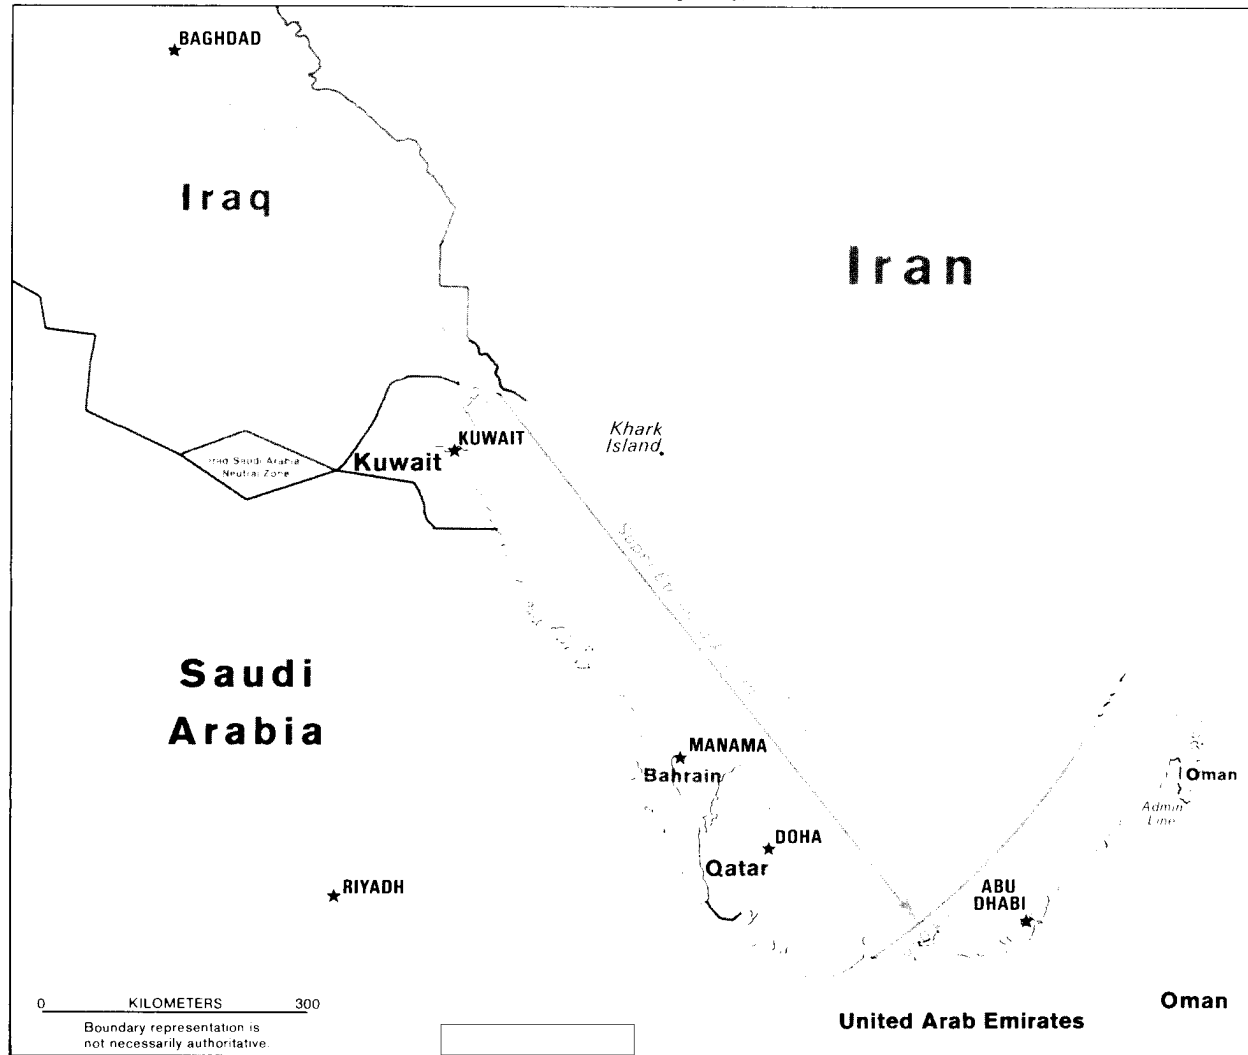 BAGHDAD
Iraq
Iran
Khark
Island
KUWAIT
Kuwait
Iraq-Saudi Arabia
Neutral Zone
Saudi
Arabia
MANAMA
Bahrain
Oman
Admin
Line
DOHA
Qatar
RIYADH
ABU
DHABI
0 KILOMETERS 300
Boundary representation is
not necessarily authoritative.
Oman
United Arab Emirates